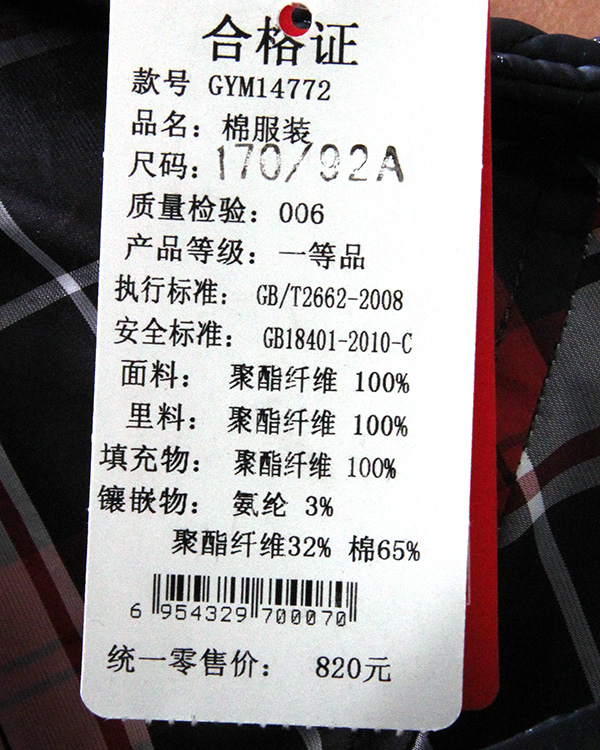 合格证
款号 GYM14772
品名：棉服装
尺码：170/92A
质量检验：006
产品等级：一等品
执行标准：GB/T2662-2008
安全标准：GB18401-2010-C
面料：聚酯纤维 100%
里料：聚酯纤维 100%
填充物：聚酯纤维 100%
镶嵌物：氨纶 3%
聚酯纤维32% 棉65%
6 954329 700070
统一零售价：820元